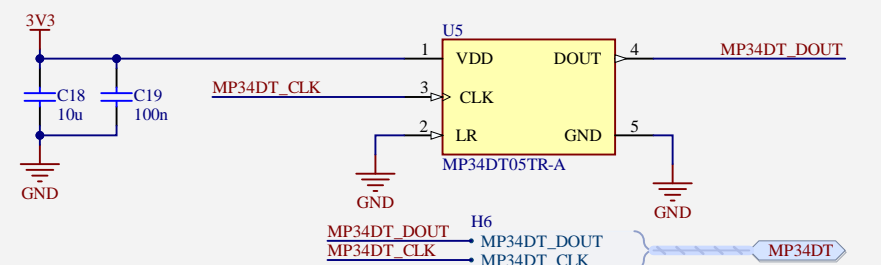 3V3
U5
1 VDD DOUT 4 MP34DT_DOUT
MP34DT_CLK 3 CLK
C18 C19
10u 100n
2 LR GND 5
MP34DT05TR-A
GND GND GND
H6
MP34DT_DOUT MP34DT_DOUT
MP34DT_CLK MP34DT_CLK MP34DT